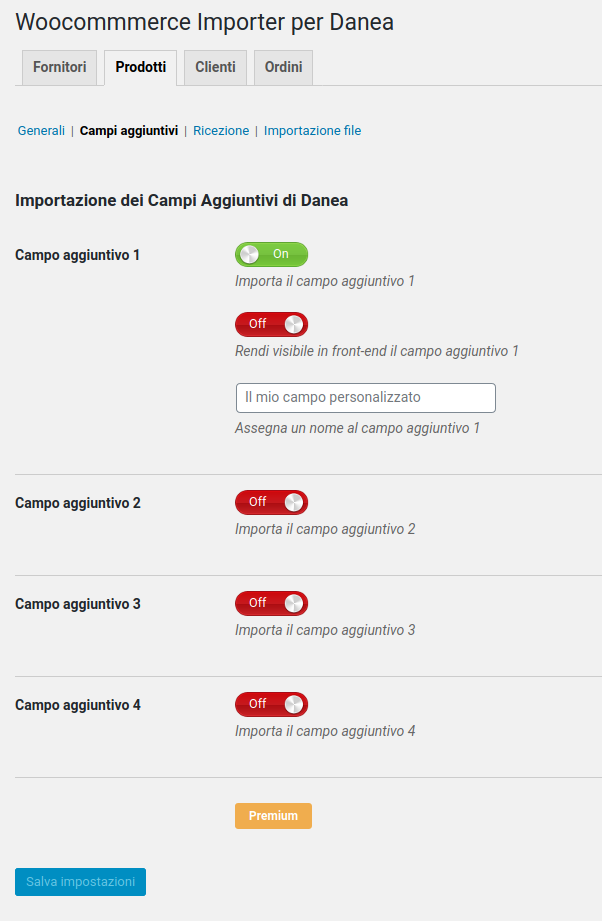 Woocommmerce Importer per Danea
Fornitori Prodotti Clienti Ordini
Generali | Campi aggiuntivi | Ricezione | Importazione file
Importazione dei Campi Aggiuntivi di Danea
Campo aggiuntivo 1 On
Importa il campo aggiuntivo 1
Off
Rendi visibile in front-end il campo aggiuntivo 1
Il mio campo personalizzato
Assegna un nome al campo aggiuntivo 1
Campo aggiuntivo 2 Off
Importa il campo aggiuntivo 2
Campo aggiuntivo 3 Off
Importa il campo aggiuntivo 3
Campo aggiuntivo 4 Off
Importa il campo aggiuntivo 4
Premium
Salva impostazioni